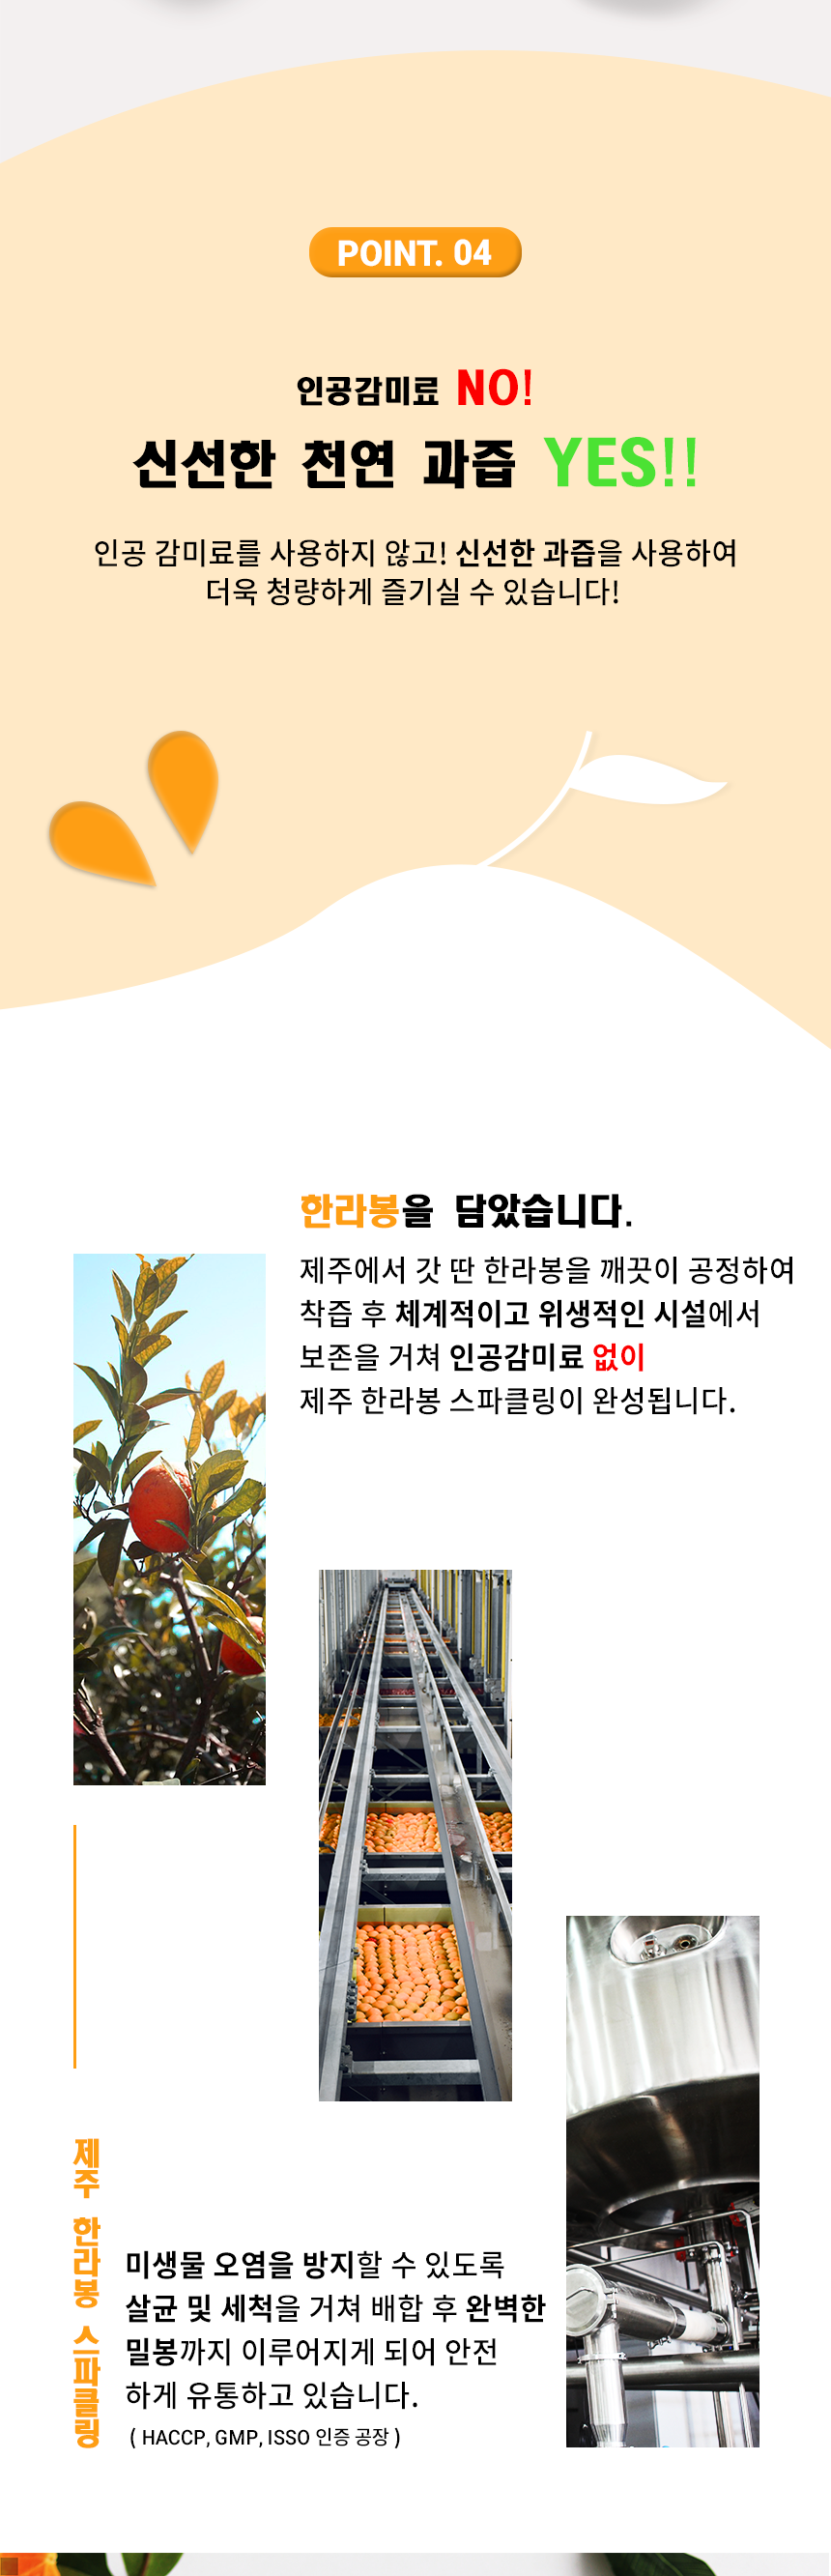 POINT. 04
인공감미료 NO!
신선한 천연 과즙 YES!!
인공 감미료를 사용하지 않고! 신선한 과즙을 사용하여
더욱 청량하게 즐기실 수 있습니다!
한라봉을 담았습니다.
제주에서 갓 딴 한라봉을 깨끗이 공정하여
착즙 후 체계적이고 위생적인 시설에서
보존을 거쳐 인공감미료 없이
제주 한라봉 스파클링이 완성됩니다.
제주 한라봉 스파클링
미생물 오염을 방지할 수 있도록
살균 및 세척을 거쳐 배합 후 완벽한
밀봉까지 이루어지게 되어 안전
하게 유통하고 있습니다.
( HACCP, GMP, ISSO 인증 공장 )